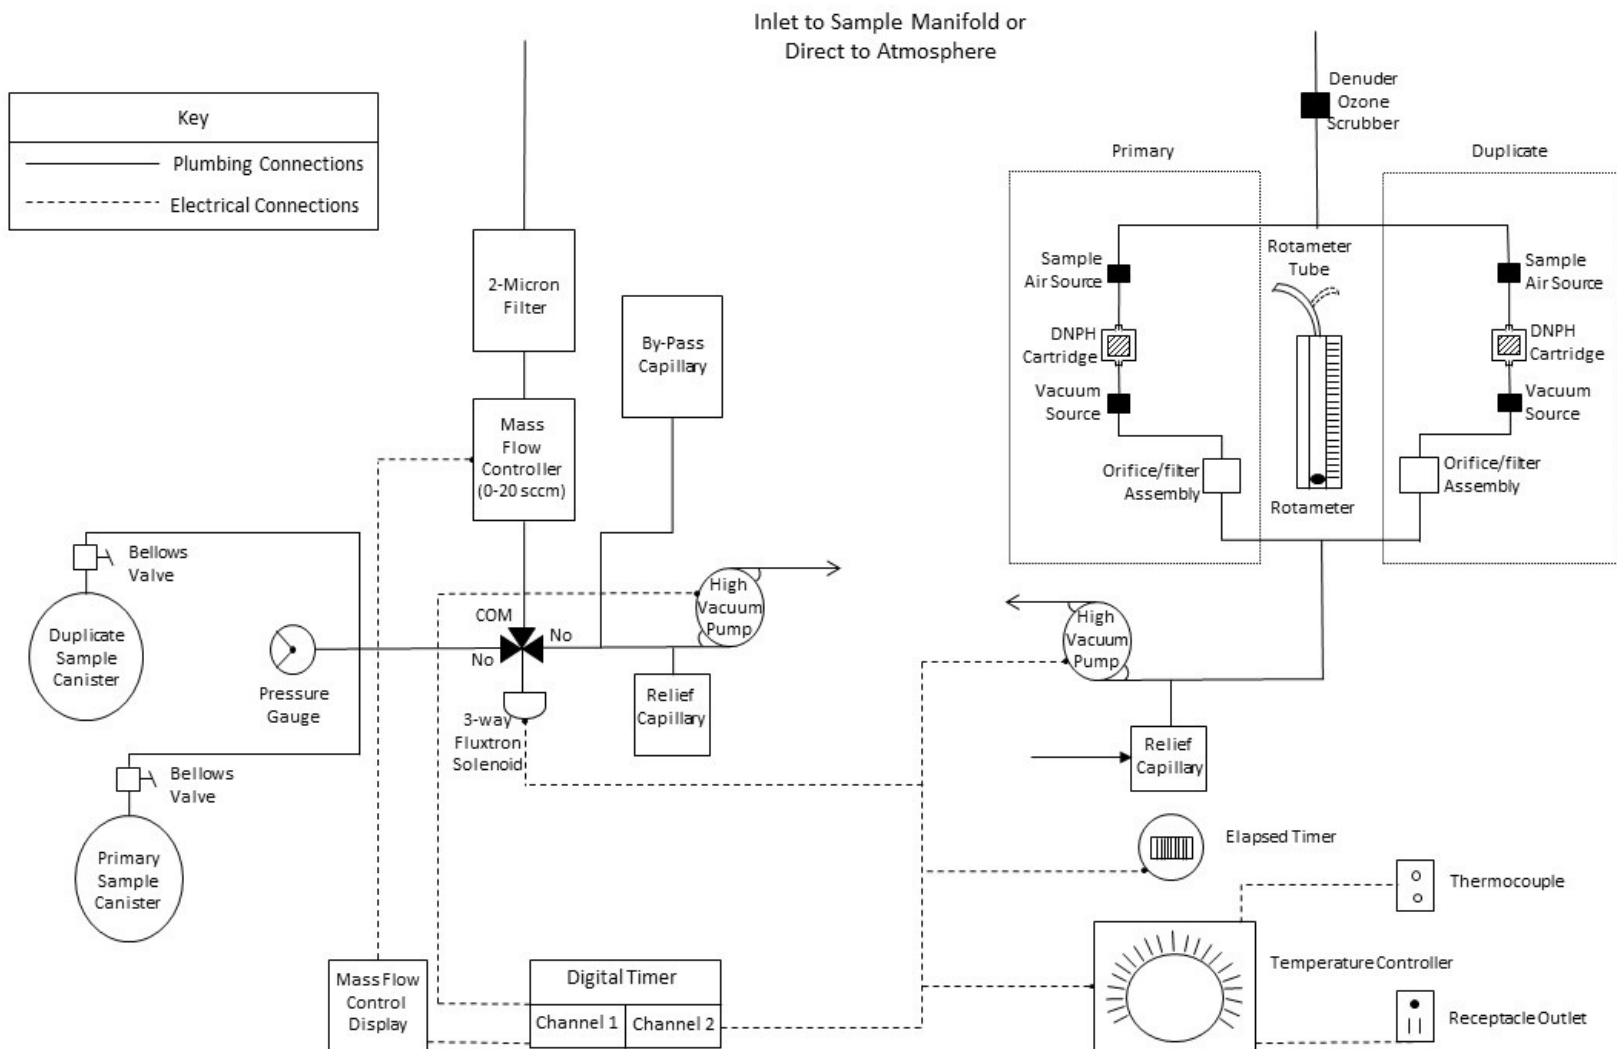 Inlet to Sample Manifold or
Direct to Atmosphere
Key
Plumbing Connections
Electrical Connections
Denuder
Ozone
Scrubber
Primary
Duplicate
2-Micron
Filter
By-Pass
Capillary
Mass
Flow
Controller
(0-20 sccm)
Sample
Air Source
Rotameter
Tube
Sample
Air Source
DNPH
Cartridge
DNPH
Cartridge
Vacuum
Source
Vacuum
Source
Orifice/filter
Assembly
Rotameter
Orifice/filter
Assembly
Bellows
Valve
Duplicate
Sample
Canister
Pressure
Gauge
COM
No
No
High
Vacuum
Pump
3-way
Fluxtron
Solenoid
Relief
Capillary
High
Vacuum
Pump
Relief
Capillary
Bellows
Valve
Primary
Sample
Canister
Elapsed Timer
Thermocouple
Temperature Controller
Receptacle Outlet
Mass Flow
Control
Display
Digital Timer
Channel 1
Channel 2